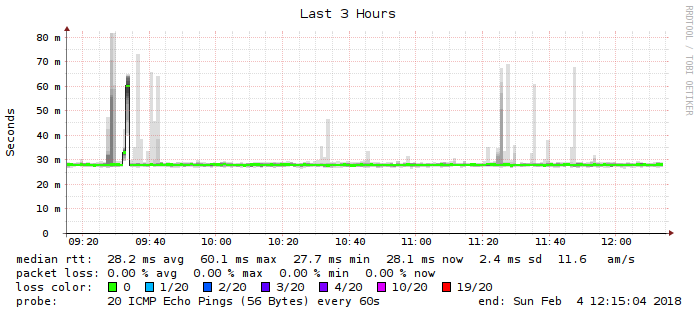 Last 3 Hours
RRDTOOL / TOBI OETIKER
Seconds
80 m
70 m
60 m
50 m
40 m
30 m
20 m
10 m
0
09:20 09:40 10:00 10:20 10:40 11:00 11:20 11:40 12:00
median rtt: 28.2 ms avg 60.1 ms max 27.7 ms min 28.1 ms now 2.4 ms sd 11.6 am/s
packet loss: 0.00 % avg 0.00 % max 0.00 % min 0.00 % now
loss color: 0 1/20 2/20 3/20 4/20 10/20 19/20
probe: 20 ICMP Echo Pings (56 Bytes) every 60s end: Sun Feb 4 12:15:04 2018